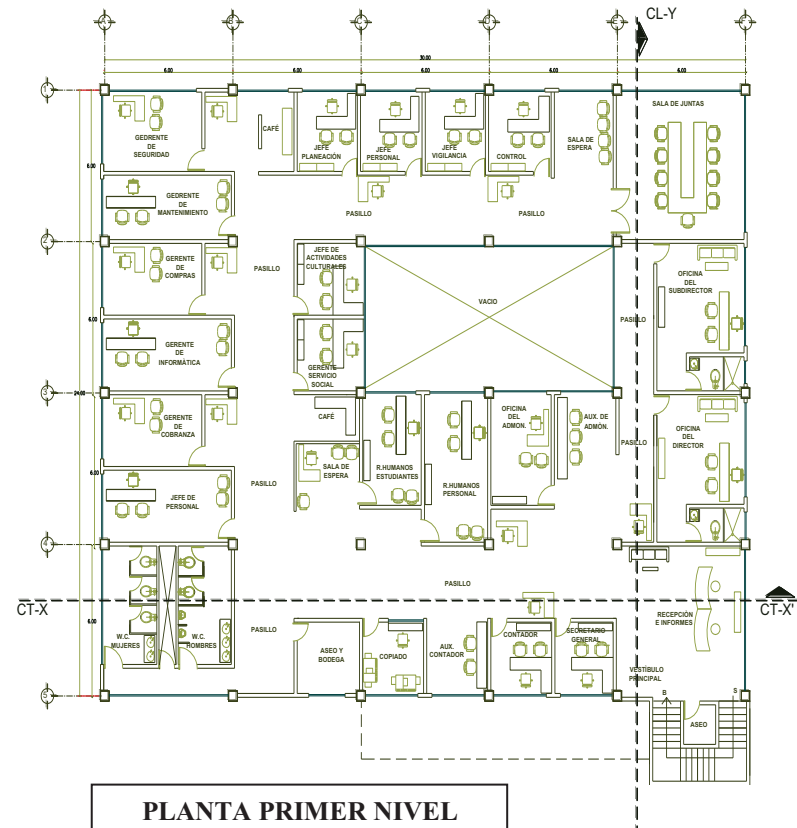 CL-Y
A
B
C
D
E
F
30.00
6.00
6.00
6.00
6.00
6.00
1
SALA DE JUNTAS
GEDRENTE
DE
SEGURIDAD
CAFÉ
JEFE
PLANEACIÓN
JEFE
PERSONAL
JEFE
VIGILANCIA
CONTROL
SALA DE
ESPERA
6.00
GEDRENTE
DE
MANTENIMIENTO
PASILLO
PASILLO
2
GERENTE
DE
COMPRAS
PASILLO
JEFE DE
ACTIVIDADES
CULTURALES
VACIO
OFICINA
DEL
SUBDIRECTOR
6.00
PASILLO
GERENTE
DE
INFORMÁTICA
GERENTE
SERVICIO
SOCIAL
3
24.00
GERENTE
DE
COBRANZA
CAFÉ
OFICINA
DEL
ADMON.
AUX. DE
ADMÓN.
PASILLO
OFICINA
DEL
DIRECTOR
6.00
SALA DE
ESPERA
R.HUMANOS
ESTUDIANTES
R.HUMANOS
PERSONAL
PASILLO
JEFE DE
PERSONAL
4
PASILLO
CT-X
CT-X'
6.00
RECEPCIÓN
E INFORMES
W.C.
MUJERES
W.C.
HOMBRES
PASILLO
ASEO Y
BODEGA
COPIADO
AUX.
CONTADOR
CONTADOR
SECRETARIO
GENERAL
VESTÍBULO
PRINCIPAL
5
B
S
ASEO
PLANTA PRIMER NIVEL